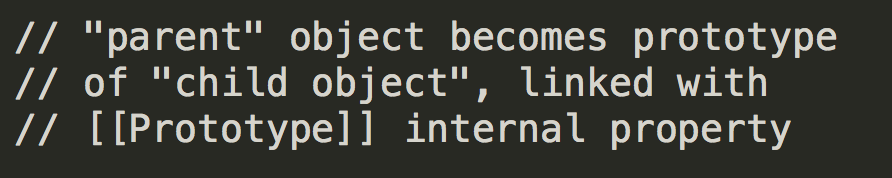 // "parent" object becomes prototype
// of "child object", linked with
// [[Prototype]] internal property